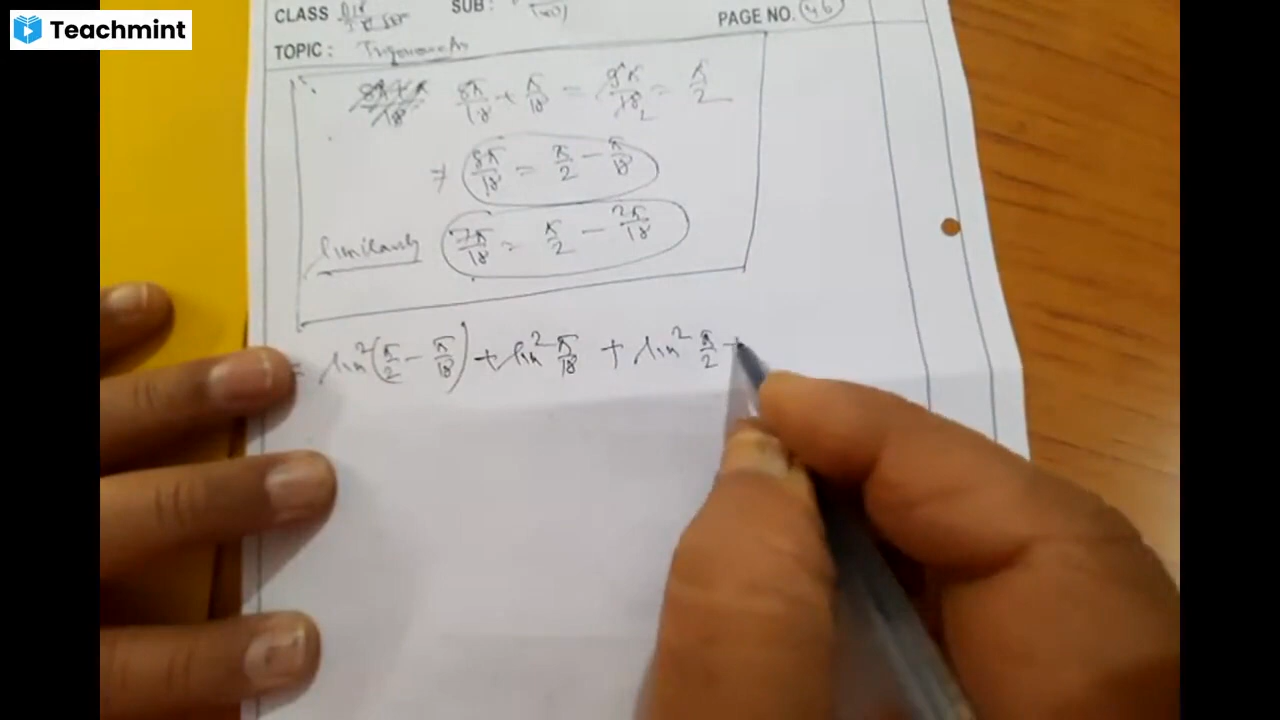 Teachmint
CLASS
SUB :
PAGE NO. 46
TOPIC : Trigonometry
8π/18 + π/18 = 9π/18 = π/2
⇒ 8π/18 = π/2 - π/18
Similarly 7π/18 = π/2 - 2π/18
= sin²(π/2 - π/18) + sin² π/18 + sin² π/2 +